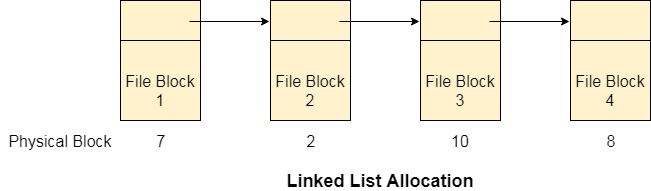 File Block
1
File Block
2
File Block
3
File Block
4
Physical Block 7 2 10 8
Linked List Allocation